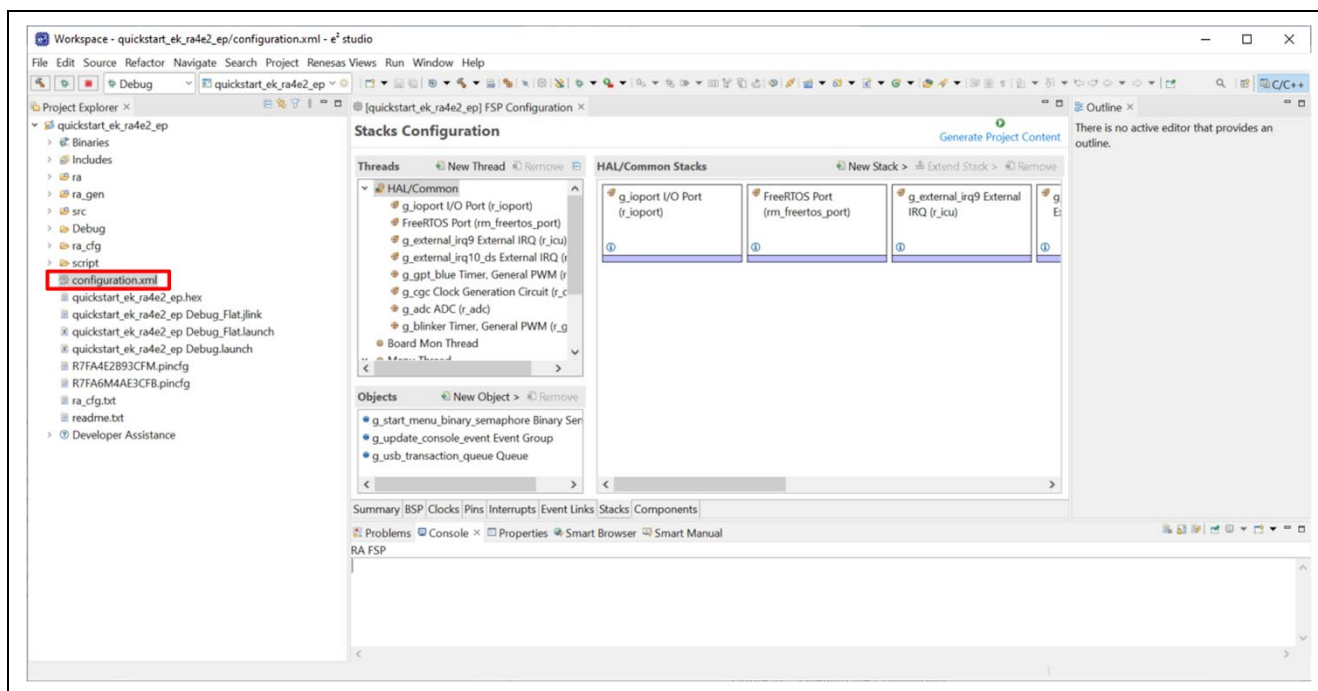 Workspace - quickstart_ek_ra4e2_ep/configuration.xml - e² studio
File Edit Source Refactor Navigate Search Project Renesas Views Run Window Help
Debug
quickstart_ek_ra4e2_ep
C/C++
Project Explorer
quickstart_ek_ra4e2_ep
Binaries
Includes
ra
ra_gen
src
Debug
ra_cfg
script
configuration.xml
quickstart_ek_ra4e2_ep.hex
quickstart_ek_ra4e2_ep Debug_Flat.jlink
quickstart_ek_ra4e2_ep Debug_Flat.launch
quickstart_ek_ra4e2_ep Debug.launch
R7FA4E2B93CFM.pincfg
R7FA6M4AE3CFB.pincfg
ra_cfg.txt
readme.txt
Developer Assistance
[quickstart_ek_ra4e2_ep] FSP Configuration
Stacks Configuration
Generate Project Content
Threads
New Thread
Remove
HAL/Common
g_ioport I/O Port (r_ioport)
FreeRTOS Port (rm_freertos_port)
g_external_irq9 External IRQ (r_icu)
g_external_irq10_ds External IRQ (r
g_gpt_blue Timer, General PWM (r
g_cgc Clock Generation Circuit (r_c
g_adc ADC (r_adc)
g_blinker Timer, General PWM (r_g
Board Mon Thread
Menu Thread
Objects
New Object >
Remove
g_start_menu_binary_semaphore Binary Sem
g_update_console_event Event Group
g_usb_transaction_queue Queue
HAL/Common Stacks
New Stack >
Extend Stack >
Remove
g_ioport I/O Port
(r_ioport)
FreeRTOS Port
(rm_freertos_port)
g_external_irq9 External
IRQ (r_icu)
g_
Summary BSP Clocks Pins Interrupts Event Links Stacks Components
Problems Console Properties Smart Browser Smart Manual
RA FSP
Outline
There is no active editor that provides an
outline.